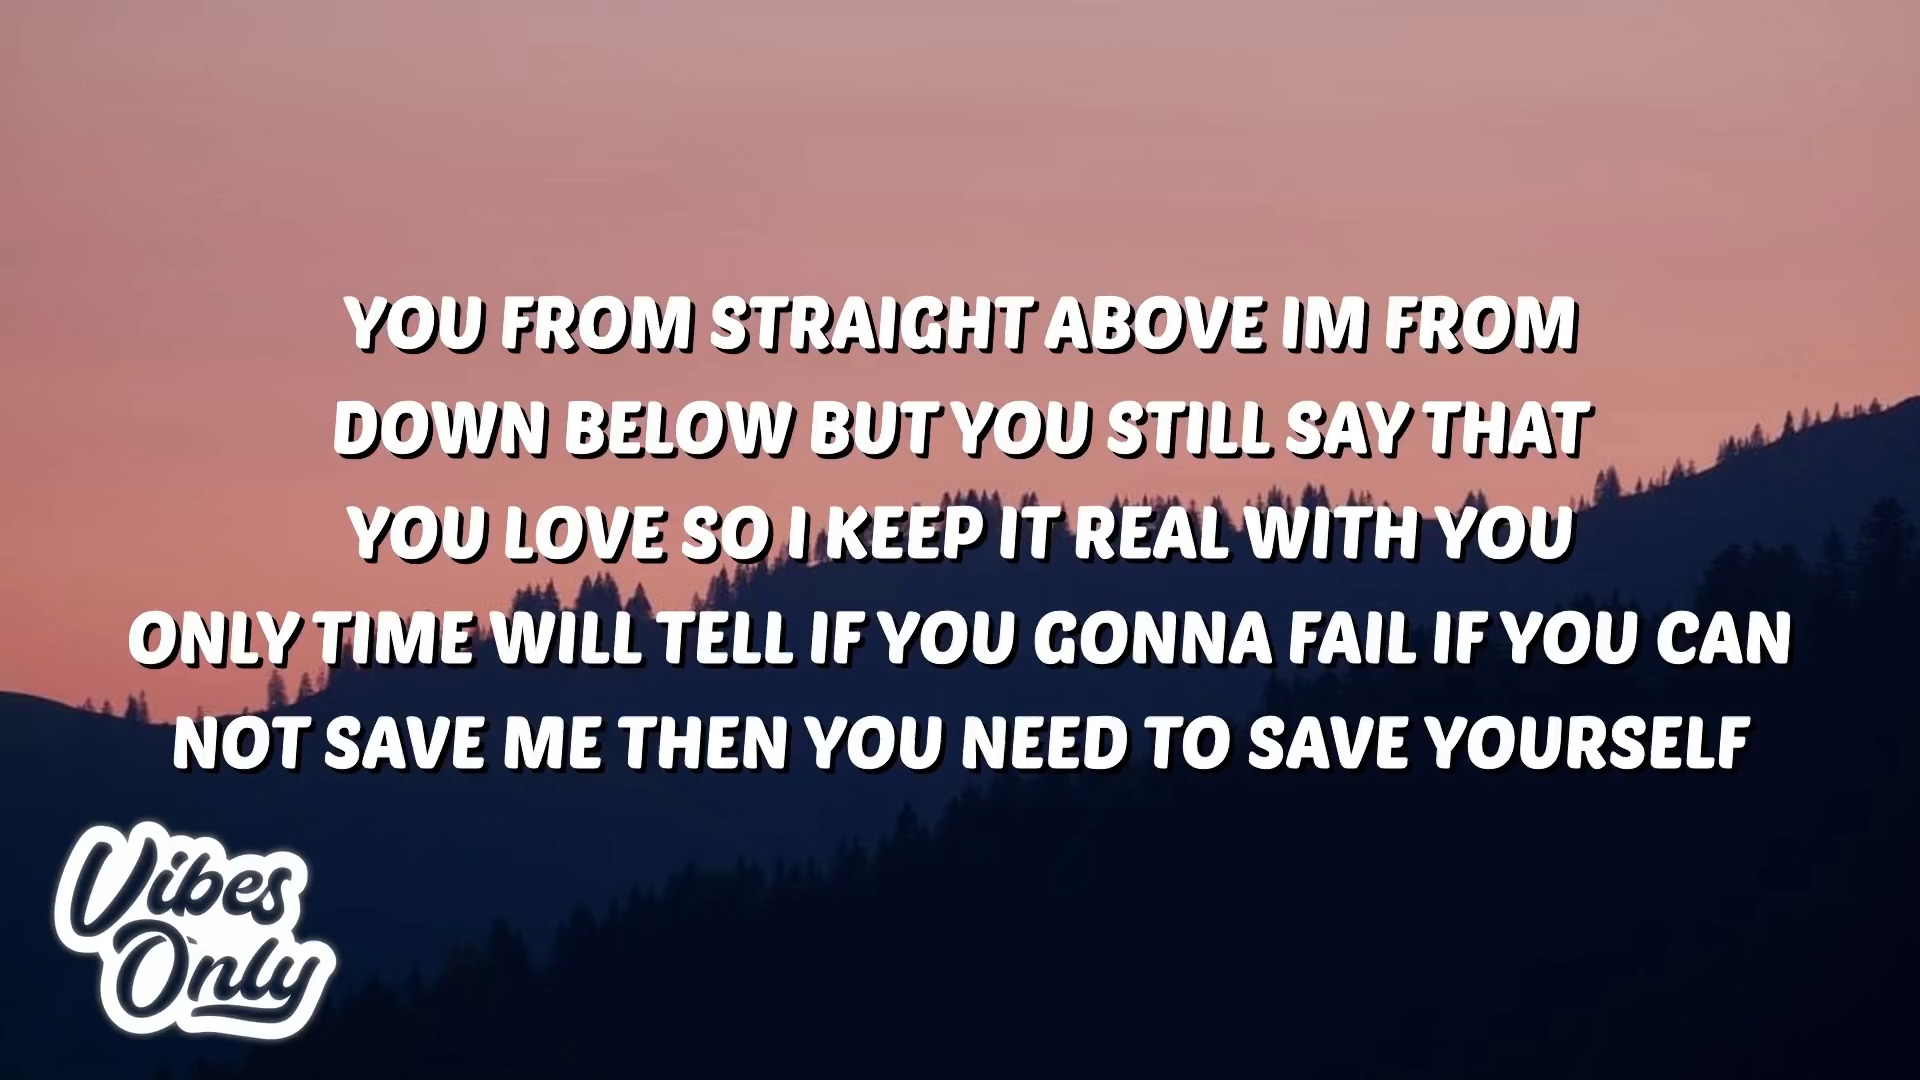 YOU FROM STRAIGHT ABOVE IM FROM
DOWN BELOW BUT YOU STILL SAY THAT
YOU LOVE SO I KEEP IT REAL WITH YOU
ONLY TIME WILL TELL IF YOU GONNA FAIL IF YOU CAN
NOT SAVE ME THEN YOU NEED TO SAVE YOURSELF
Vibes
Only